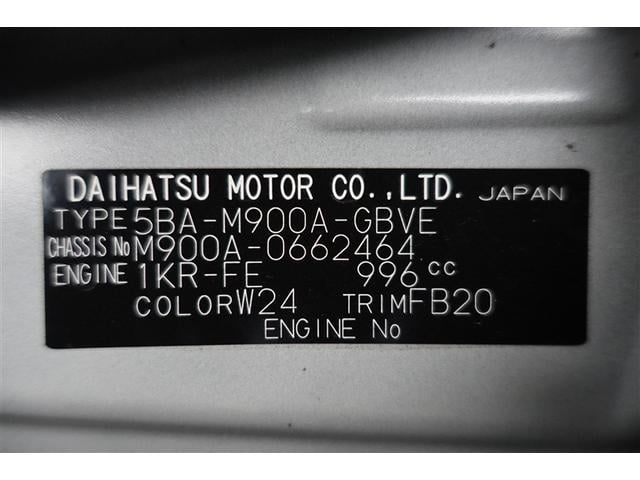 DAIHATSU MOTOR CO.,LTD. JAPAN
TYPE 5BA-M900A-GBVE
CHASSIS No M900A-0662464
ENGINE 1KR-FE 996 cc
COLOR W24 TRIM FB20
ENGINE No